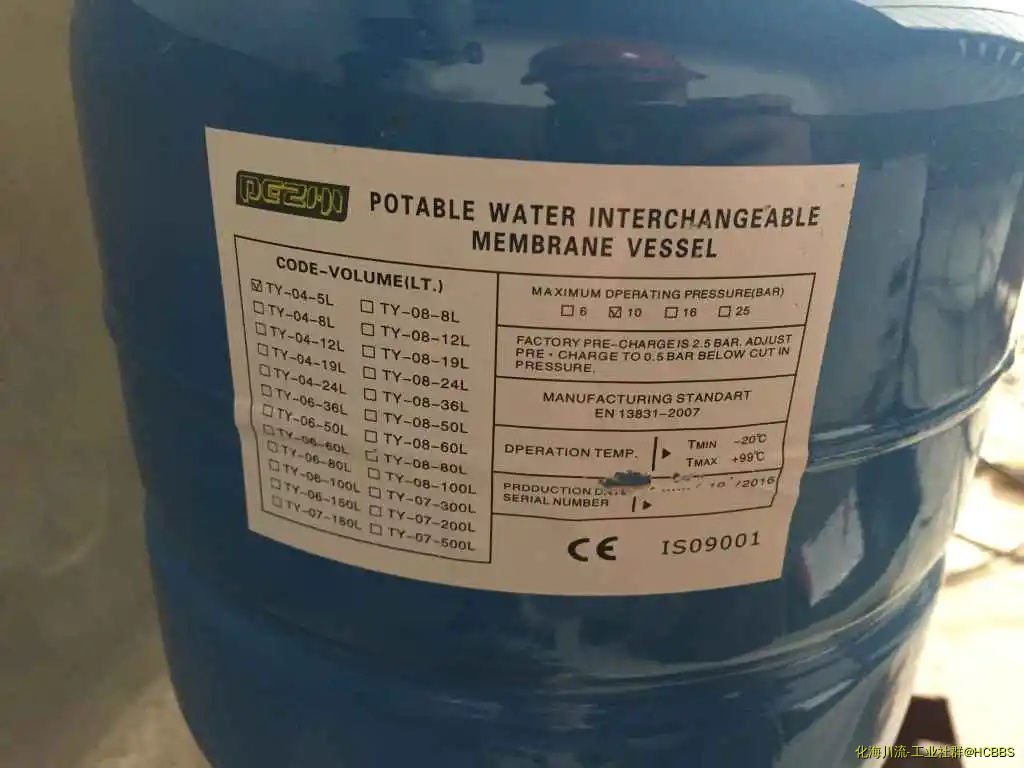 DEZHI
POTABLE WATER INTERCHANGEABLE
MEMBRANE VESSEL
CODE-VOLUME(LT.)
☑ TY-04-5L
☐ TY-04-8L
☐ TY-04-12L
☐ TY-04-19L
☐ TY-04-24L
☐ TY-06-36L
☐ TY-06-50L
☐ TY-06-60L
☐ TY-06-80L
☐ TY-06-100L
☐ TY-06-150L
☐ TY-07-180L
☐ TY-08-8L
☐ TY-08-12L
☐ TY-08-19L
☐ TY-08-24L
☐ TY-08-36L
☐ TY-08-50L
☐ TY-08-60L
☐ TY-08-80L
☐ TY-08-100L
☐ TY-07-300L
☐ TY-07-200L
☐ TY-07-500L
MAXIMUM OPERATING PRESSURE(BAR)
☐ 6 ☑ 10 ☐ 16 ☐ 25
FACTORY PRE-CHARGE IS 2.5 BAR. ADJUST
PRE - CHARGE TO 0.5 BAR BELOW CUT IN
PRESSURE.
MANUFACTURING STANDART
EN 13831-2007
OPERATION TEMP. ▶ TMIN -20℃
TMAX +99℃
PRODUCTION / 10 /2016
SERIAL NUMBER ▶
CE ISO9001
化海川流-工业社群@HCBBS